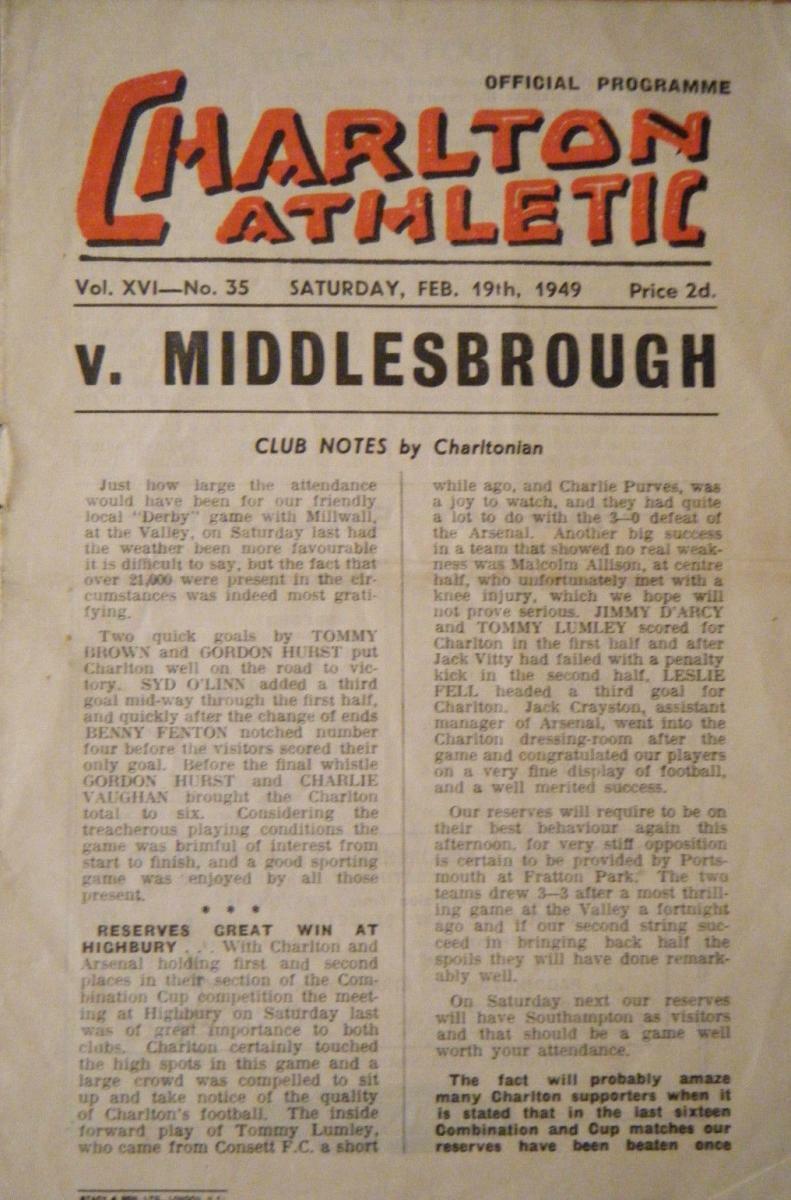 OFFICIAL PROGRAMME
CHARLTON
ATHLETIC
Vol. XVI—No. 35 SATURDAY, FEB. 19th, 1949 Price 2d.
v. MIDDLESBROUGH
CLUB NOTES by Charltonian
Just how large the attendance
would have been for our friendly
local "Derby" game with Millwall,
at the Valley, on Saturday last had
the weather been more favourable
it is difficult to say, but the fact that
over 21,000 were present in the cir-
cumstances was indeed most grati-
fying.
Two quick goals by TOMMY
BROWN and GORDON HURST put
Charlton well on the road to vic-
tory. SYD O'LINN added a third
goal mid-way through the first half,
and quickly after the change of ends
BENNY FENTON notched number
four before the visitors scored their
only goal. Before the final whistle
GORDON HURST and CHARLIE
VAUGHAN brought the Charlton
total to six. Considering the
treacherous playing conditions the
game was brimful of interest from
start to finish, and a good sporting
game was enjoyed by all those
present.
* * *
RESERVES GREAT WIN AT
HIGHBURY . . . With Charlton and
Arsenal holding first and second
places in their section of the Com-
bination Cup competition the meet-
ing at Highbury on Saturday last
was of great importance to both
clubs. Charlton certainly touched
the high spots in this game and a
large crowd was compelled to sit
up and take notice of the quality
of Charlton's football. The inside
forward play of Tommy Lumley,
who came from Consett F.C. a short
while ago, and Charlie Purves, was
a joy to watch, and they had quite
a lot to do with the 3—0 defeat of
the Arsenal. Another big success
in a team that showed no real weak-
ness was Malcolm Allison, at centre
half, who unfortunately met with a
knee injury, which we hope will
not prove serious. JIMMY D'ARCY
and TOMMY LUMLEY scored for
Charlton in the first half and after
Jack Vitty had failed with a penalty
kick in the second half, LESLIE
FELL headed a third goal for
Charlton. Jack Crayston, assistant
manager of Arsenal, went into the
Charlton dressing-room after the
game and congratulated our players
on a very fine display of football,
and a well merited success.
Our reserves will require to be on
their best behaviour again this
afternoon, for very stiff opposition
is certain to be provided by Ports-
mouth at Fratton Park. The two
teams drew 3—3 after a most thrill-
ing game at the Valley a fortnight
ago and if our second string suc-
ceed in bringing back half the
spoils they will have done remark-
ably well.
On Saturday next our reserves
will have Southampton as visitors
and that should be a game well
worth your attendance.
The fact will probably amaze
many Charlton supporters when it
is stated that in the last sixteen
Combination and Cup matches our
reserves have been beaten once